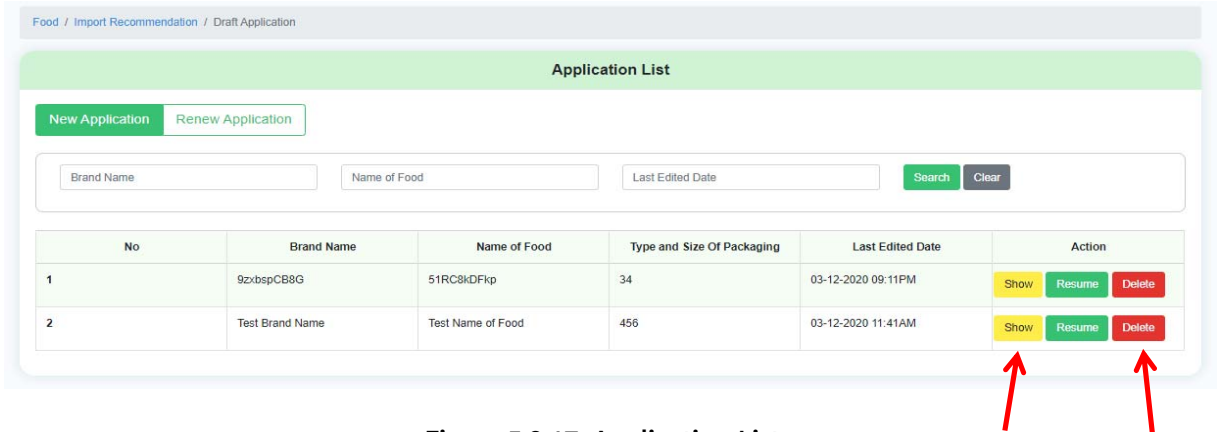 Food / Import Recommendation / Draft Application
Application List
New Application Renew Application
Brand Name Name of Food Last Edited Date Search Clear
No Brand Name Name of Food Type and Size Of Packaging Last Edited Date Action
1 9zxbspCB8G 51RC8kDFkp 34 03-12-2020 09:11PM Show Resume Delete
2 Test Brand Name Test Name of Food 456 03-12-2020 11:41AM Show Resume Delete